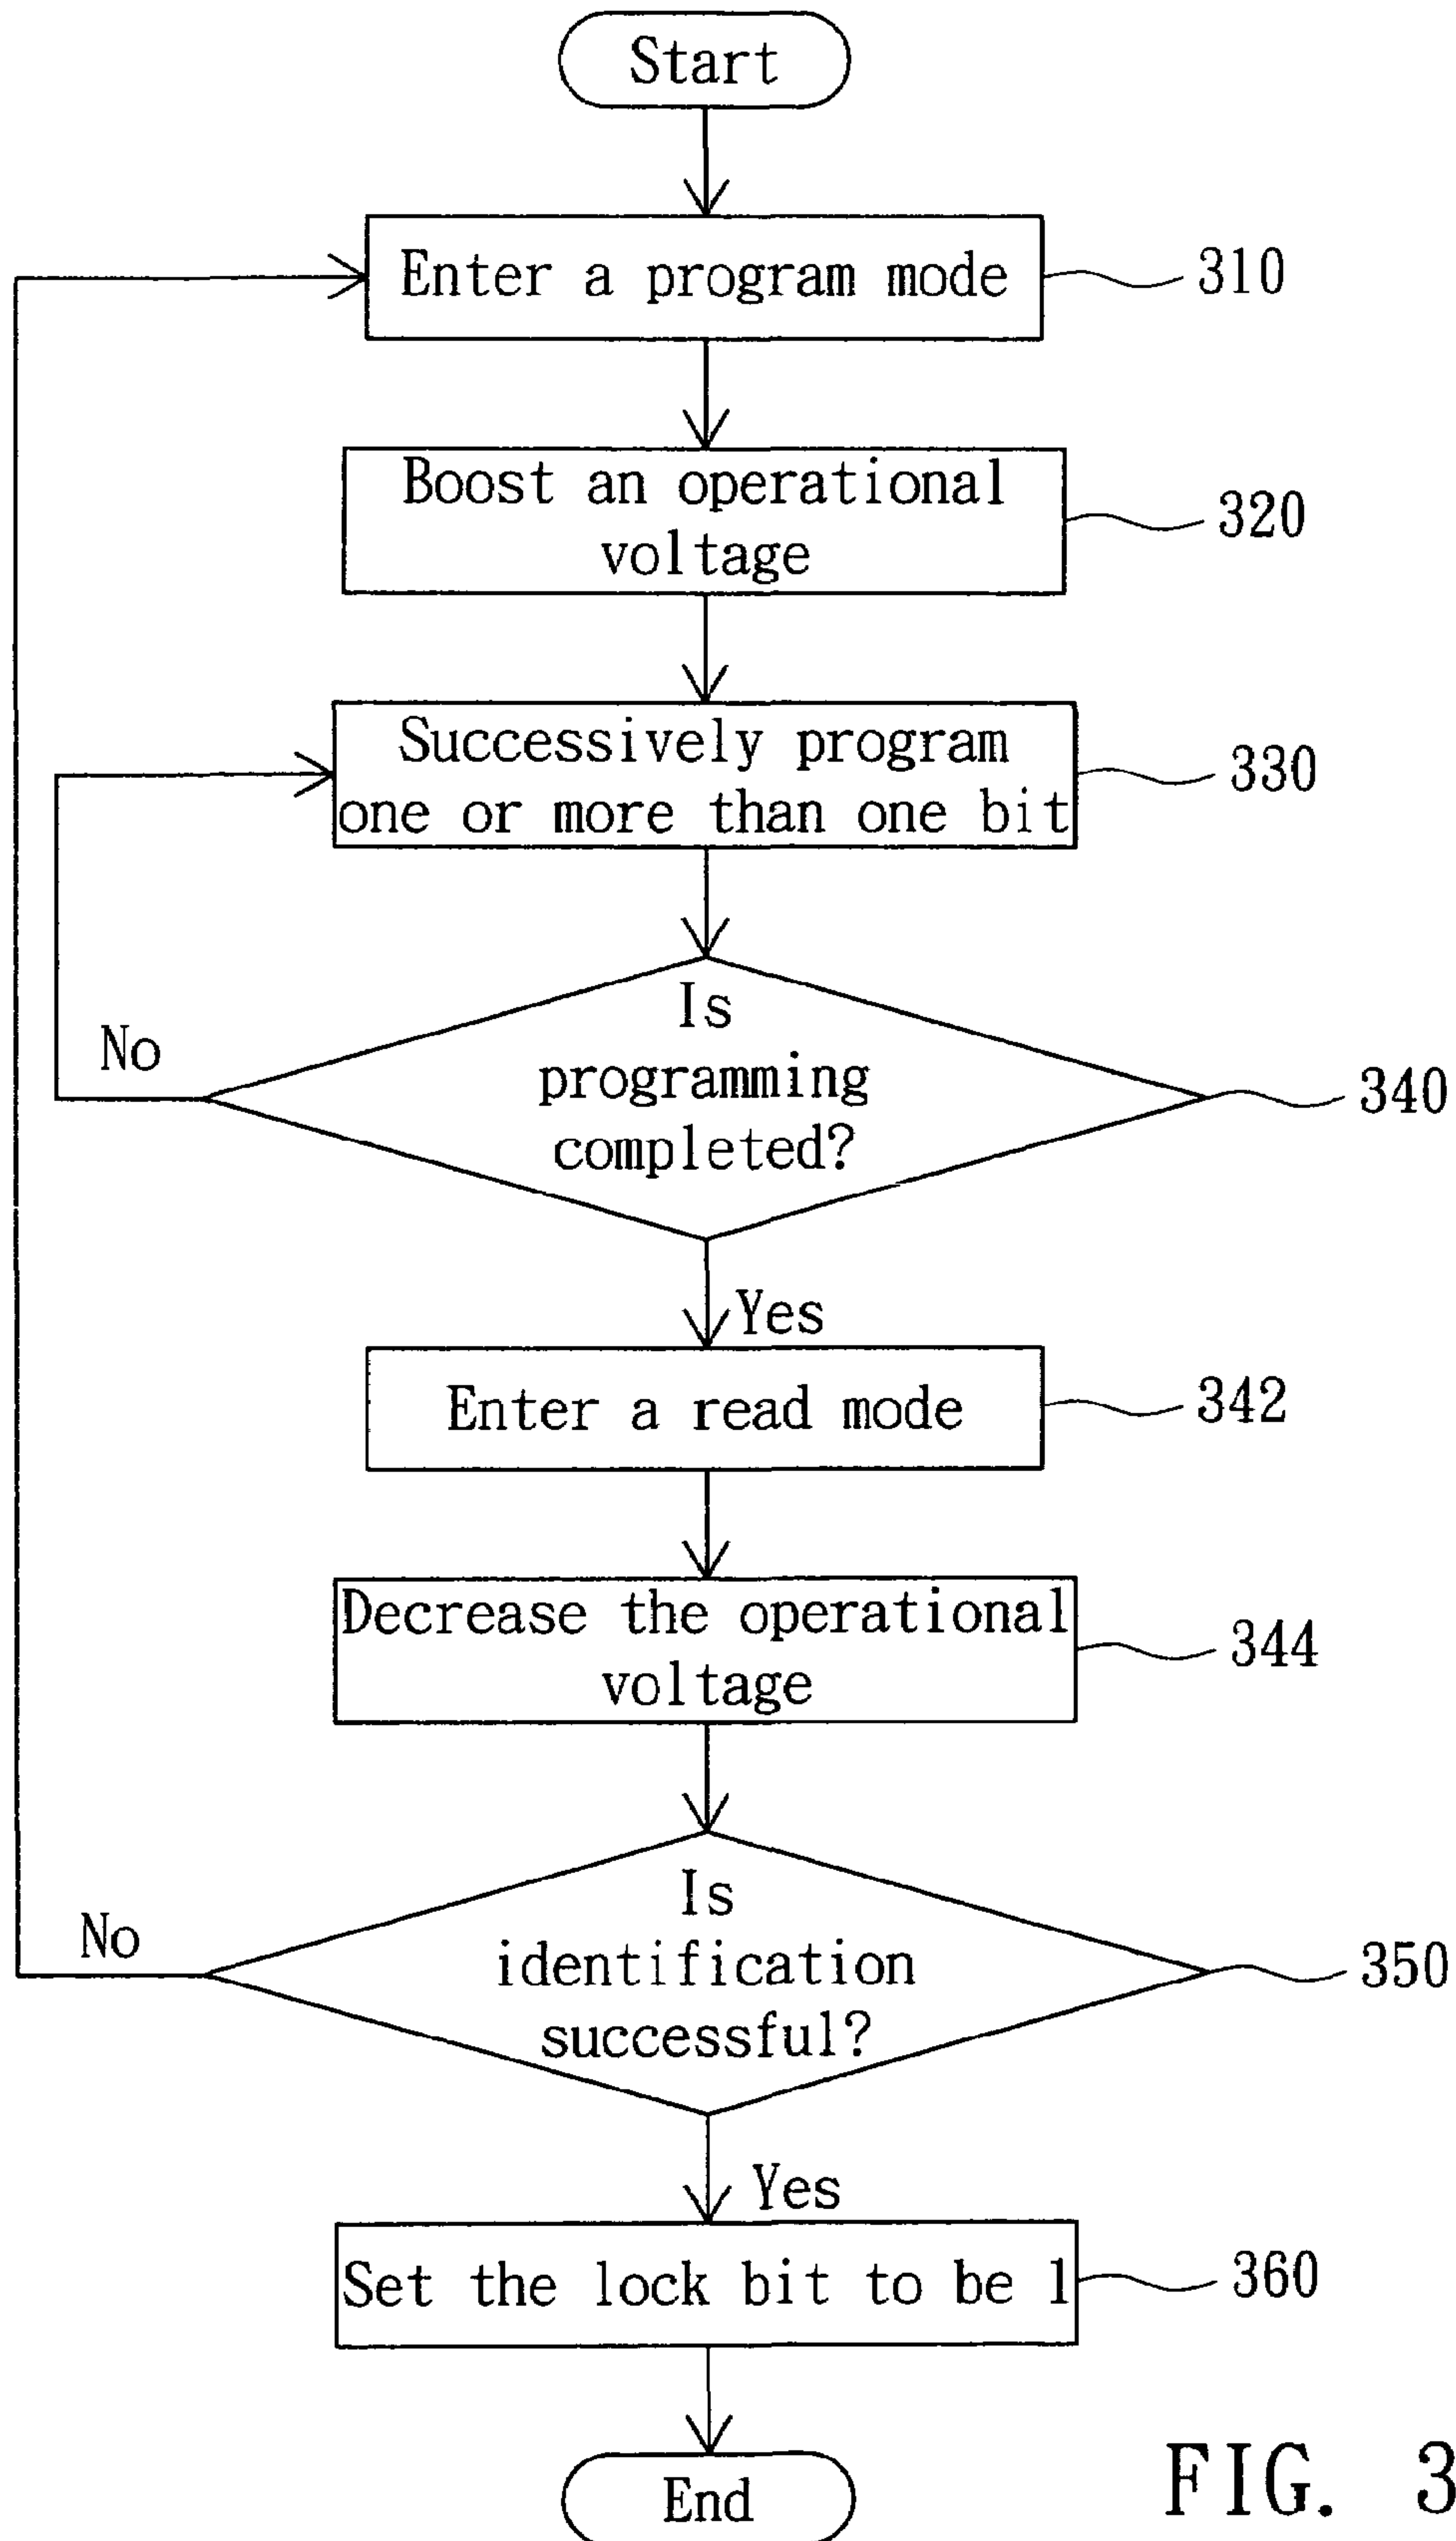 Start
Enter a program mode
310
Boost an operational
voltage
320
Successively program
one or more than one bit
330
Is
programming
completed?
No
340
Yes
Enter a read mode
342
Decrease the operational
voltage
344
Is
identification
successful?
No
350
Yes
Set the lock bit to be 1
360
End
FIG. 3